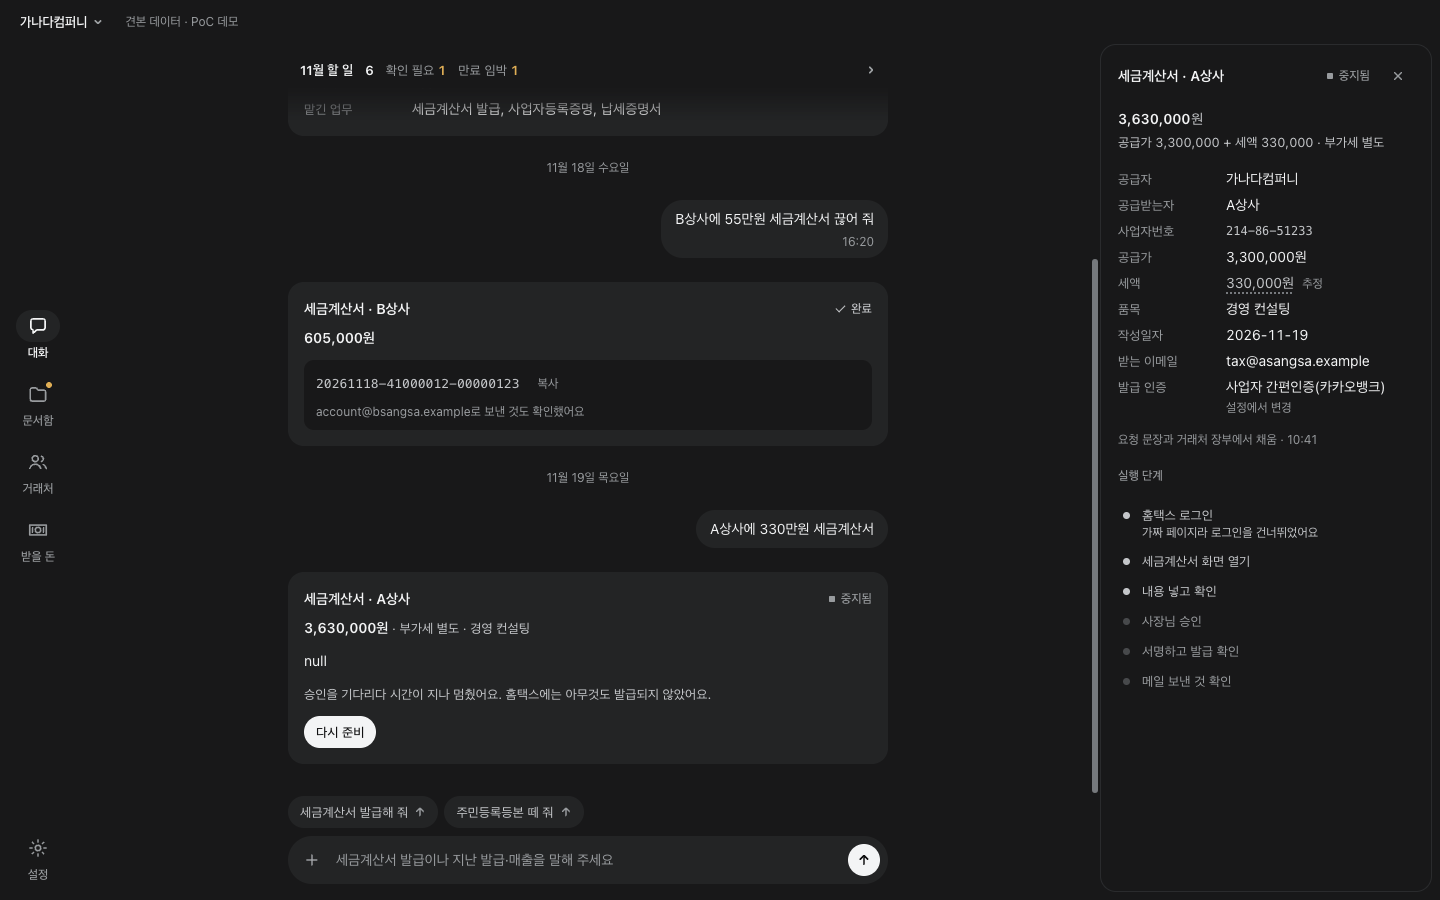 가나다컴퍼니
견본 데이터 · PoC 데모
11월 할 일 6 확인 필요 1 만료 임박 1
맡긴 업무 세금계산서 발급, 사업자등록증명, 납세증명서
11월 18일 수요일
B상사에 55만원 세금계산서 끊어 줘
16:20
세금계산서 · B상사
완료
605,000원
20261118-41000012-00000123 복사
account@bsangsa.example로 보낸 것도 확인했어요
11월 19일 목요일
A상사에 330만원 세금계산서
세금계산서 · A상사
중지됨
3,630,000원 · 부가세 별도 · 경영 컨설팅
null
승인을 기다리다 시간이 지나 멈췄어요. 홈택스에는 아무것도 발급되지 않았어요.
다시 준비
세금계산서 발급해 줘
주민등록등본 떼 줘
세금계산서 발급이나 지난 발급·매출을 말해 주세요
대화
문서함
거래처
받을 돈
설정
세금계산서 · A상사
중지됨
3,630,000원
공급가 3,300,000 + 세액 330,000 · 부가세 별도
공급자 가나다컴퍼니
공급받는자 A상사
사업자번호 214-86-51233
공급가 3,300,000원
세액 330,000원 추정
품목 경영 컨설팅
작성일자 2026-11-19
받는 이메일 tax@asangsa.example
발급 인증 사업자 간편인증(카카오뱅크)
설정에서 변경
요청 문장과 거래처 장부에서 채움 · 10:41
실행 단계
홈택스 로그인
가짜 페이지라 로그인을 건너뛰었어요
세금계산서 화면 열기
내용 넣고 확인
사장님 승인
서명하고 발급 확인
메일 보낸 것 확인